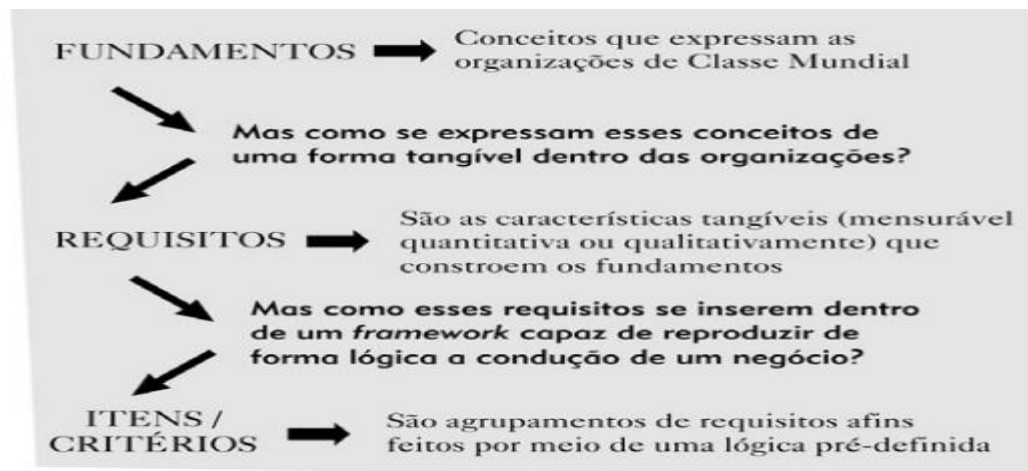 FUNDAMENTOS
Conceitos que expressam as
organizações de Classe Mundial
Mas como se expressam esses conceitos de
uma forma tangível dentro das organizações?
REQUISITOS
São as características tangíveis (mensurável
quantitativa ou qualitativamente) que
constroem os fundamentos
Mas como esses requisitos se inserem dentro
de um framework capaz de reproduzir de
forma lógica a condução de um negócio?
ITENS /
CRITÉRIOS
São agrupamentos de requisitos afins
feitos por meio de uma lógica pré-definida